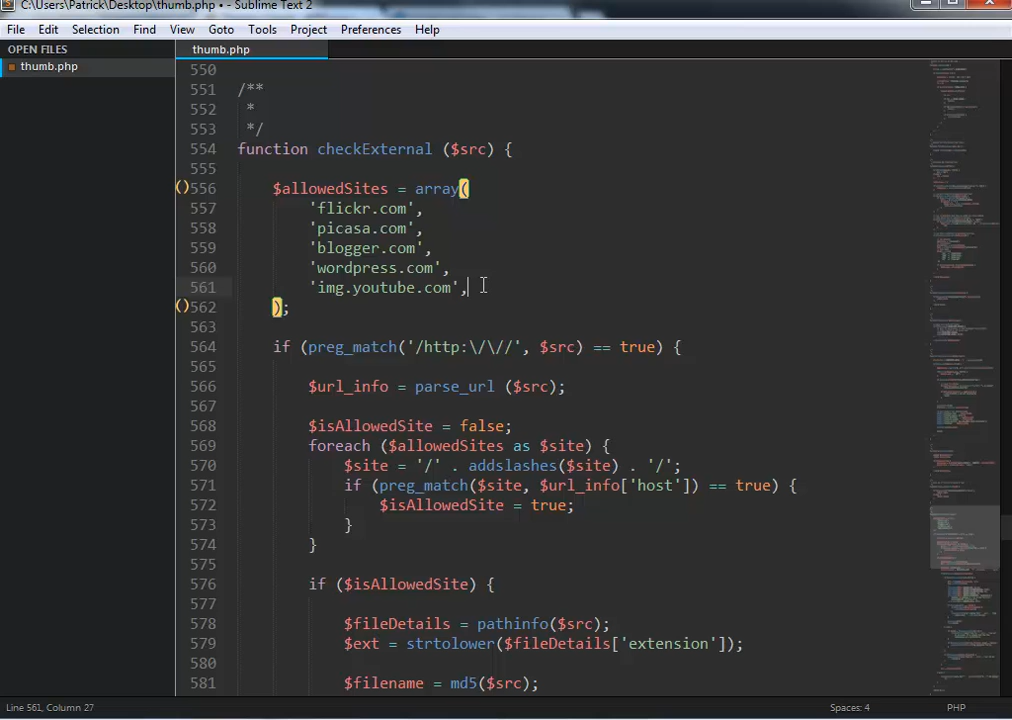 C:\Users\Patrick\Desktop\thumb.php • - Sublime Text 2
File Edit Selection Find View Goto Tools Project Preferences Help
OPEN FILES
thumb.php
thumb.php
550
551 /**
552 *
553 */
554 function checkExternal ($src) {
555
()556 $allowedSites = array(
557 'flickr.com',
558 'picasa.com',
559 'blogger.com',
560 'wordpress.com',
561 'img.youtube.com',
()562 );
563
564 if (preg_match('/http:\/\//', $src) == true) {
565
566 $url_info = parse_url ($src);
567
568 $isAllowedSite = false;
569 foreach ($allowedSites as $site) {
570 $site = '/' . addslashes($site) . '/';
571 if (preg_match($site, $url_info['host']) == true) {
572 $isAllowedSite = true;
573 }
574 }
575
576 if ($isAllowedSite) {
577
578 $fileDetails = pathinfo($src);
579 $ext = strtolower($fileDetails['extension']);
580
581 $filename = md5($src);
Line 561, Column 27 Spaces: 4 PHP